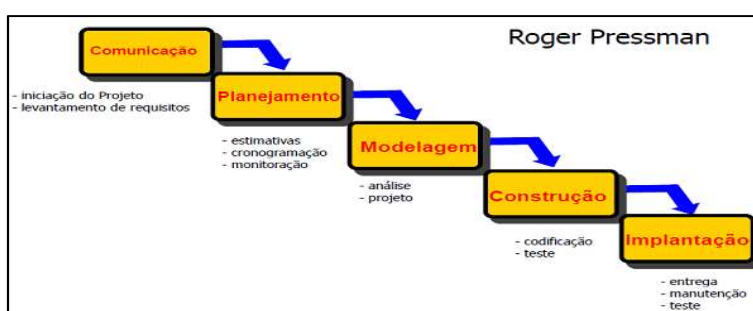 Roger Pressman
Comunicação
- iniciação do Projeto
- levantamento de requisitos
Planejamento
- estimativas
- cronogramação
- monitoração
Modelagem
- análise
- projeto
Construção
- codificação
- teste
Implantação
- entrega
- manutenção
- teste